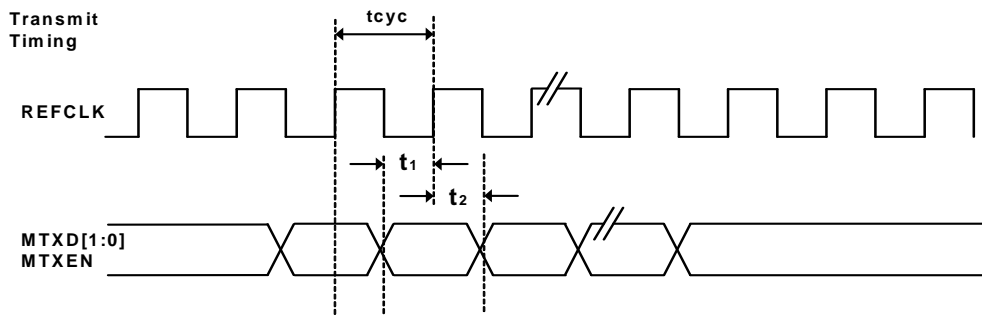 Transmit
Timing
tcyc
REFCLK
t1
t2
MTXD[1:0]
MTXEN